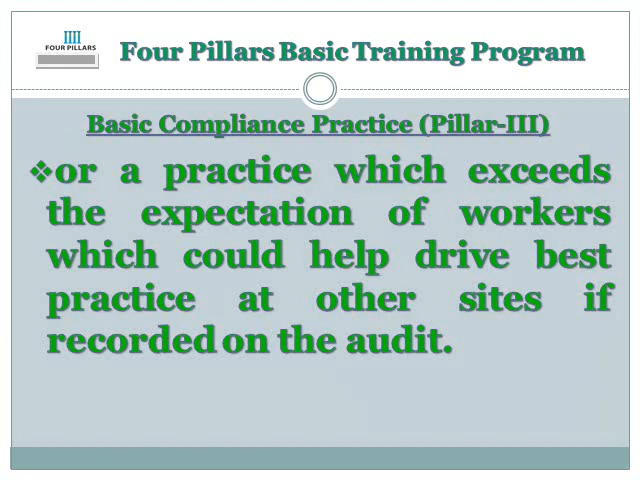 FOUR PILLARS
Four Pillars Basic Training Program
Basic Compliance Practice (Pillar-III)
❖or a practice which exceeds
the expectation of workers
which could help drive best
practice at other sites if
recorded on the audit.